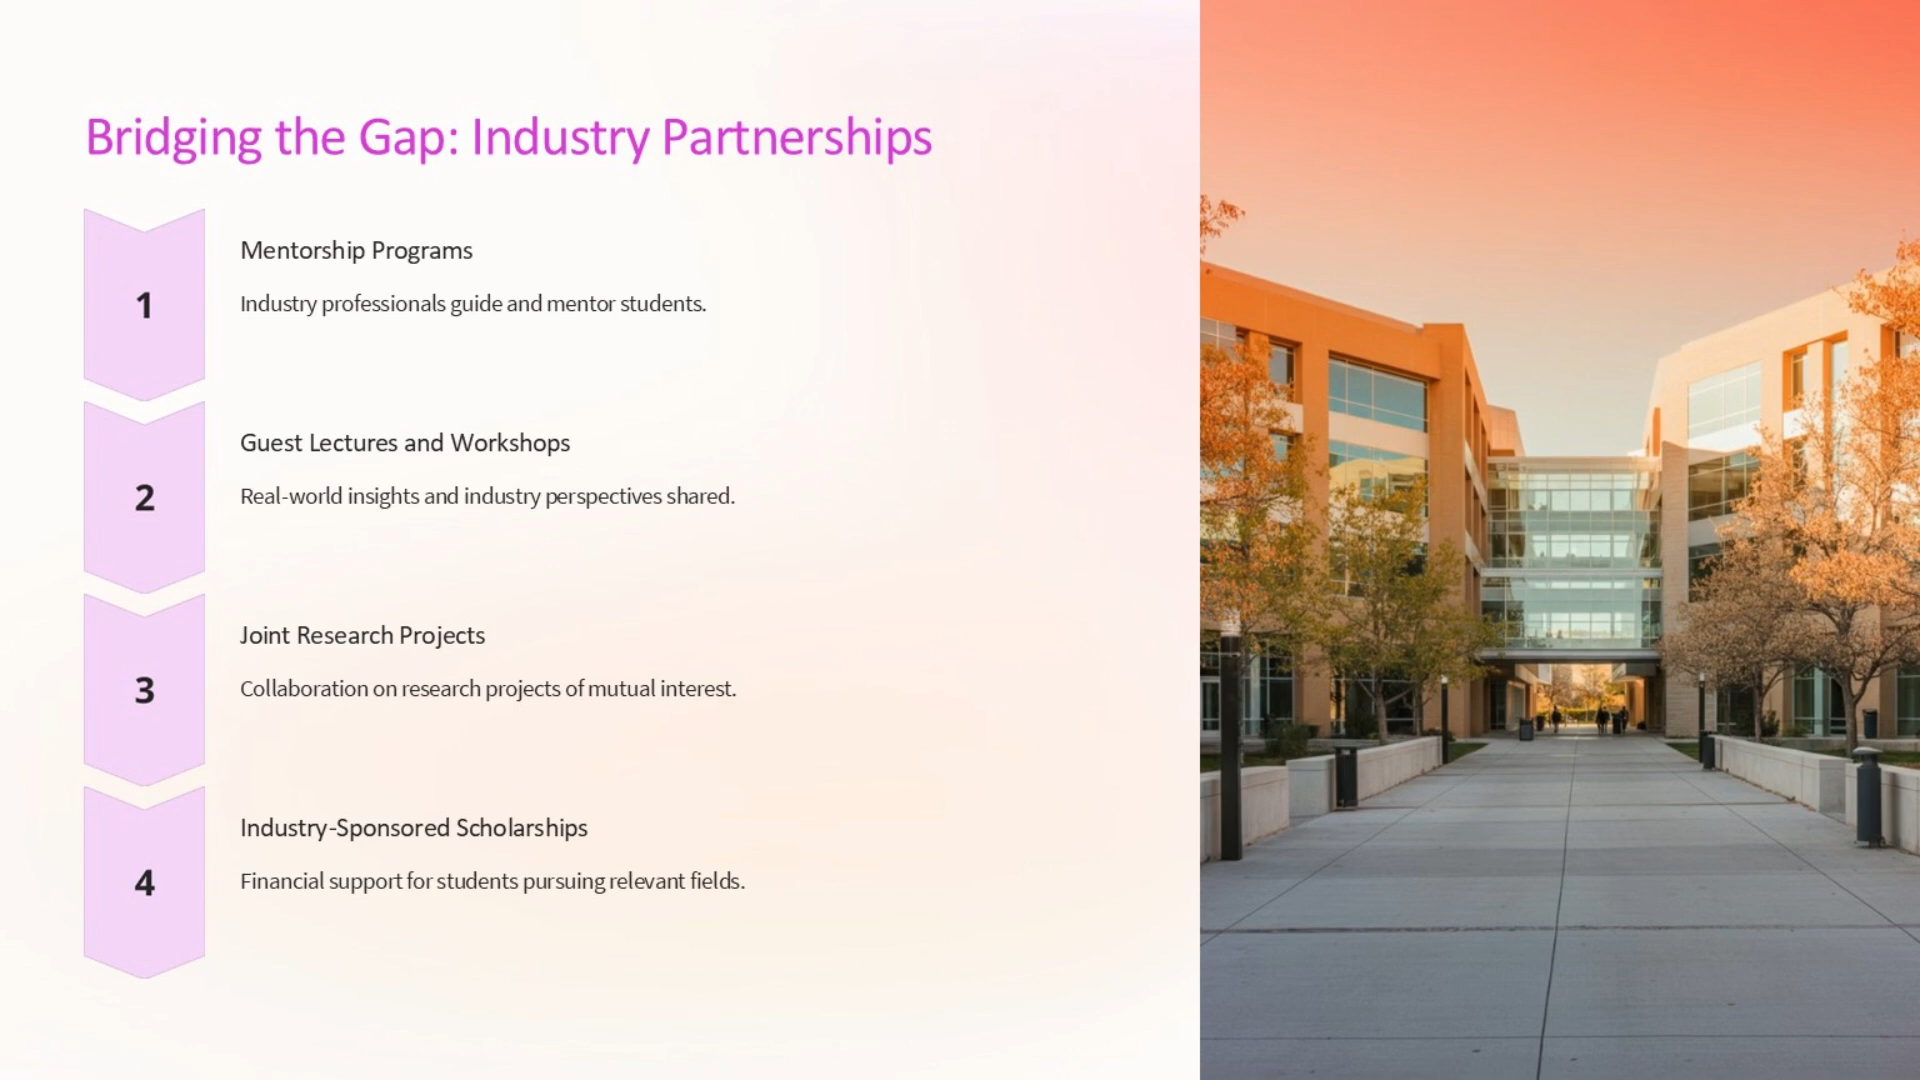 Bridging the Gap: Industry Partnerships
1
Mentorship Programs
Industry professionals guide and mentor students.
2
Guest Lectures and Workshops
Real-world insights and industry perspectives shared.
3
Joint Research Projects
Collaboration on research projects of mutual interest.
4
Industry-Sponsored Scholarships
Financial support for students pursuing relevant fields.